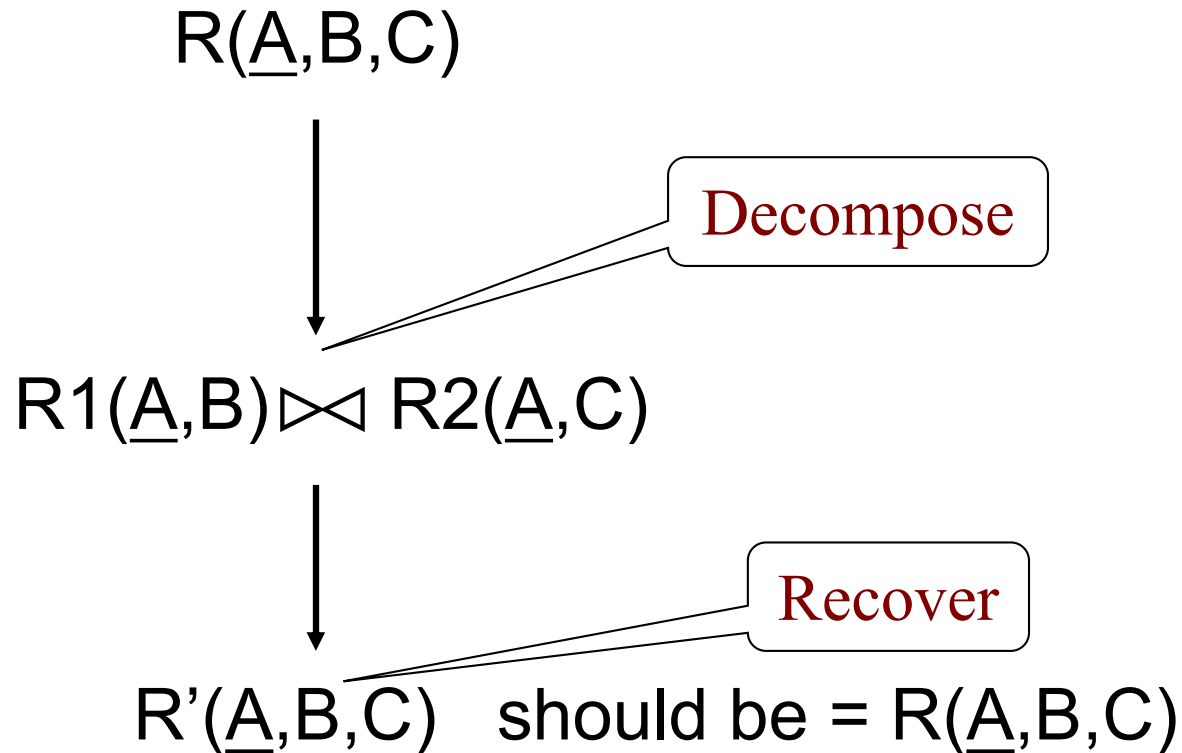 R(A,B,C)
Decompose
R1(A,B)⋈ R2(A,C)
Recover
R’(A,B,C) should be = R(A,B,C)